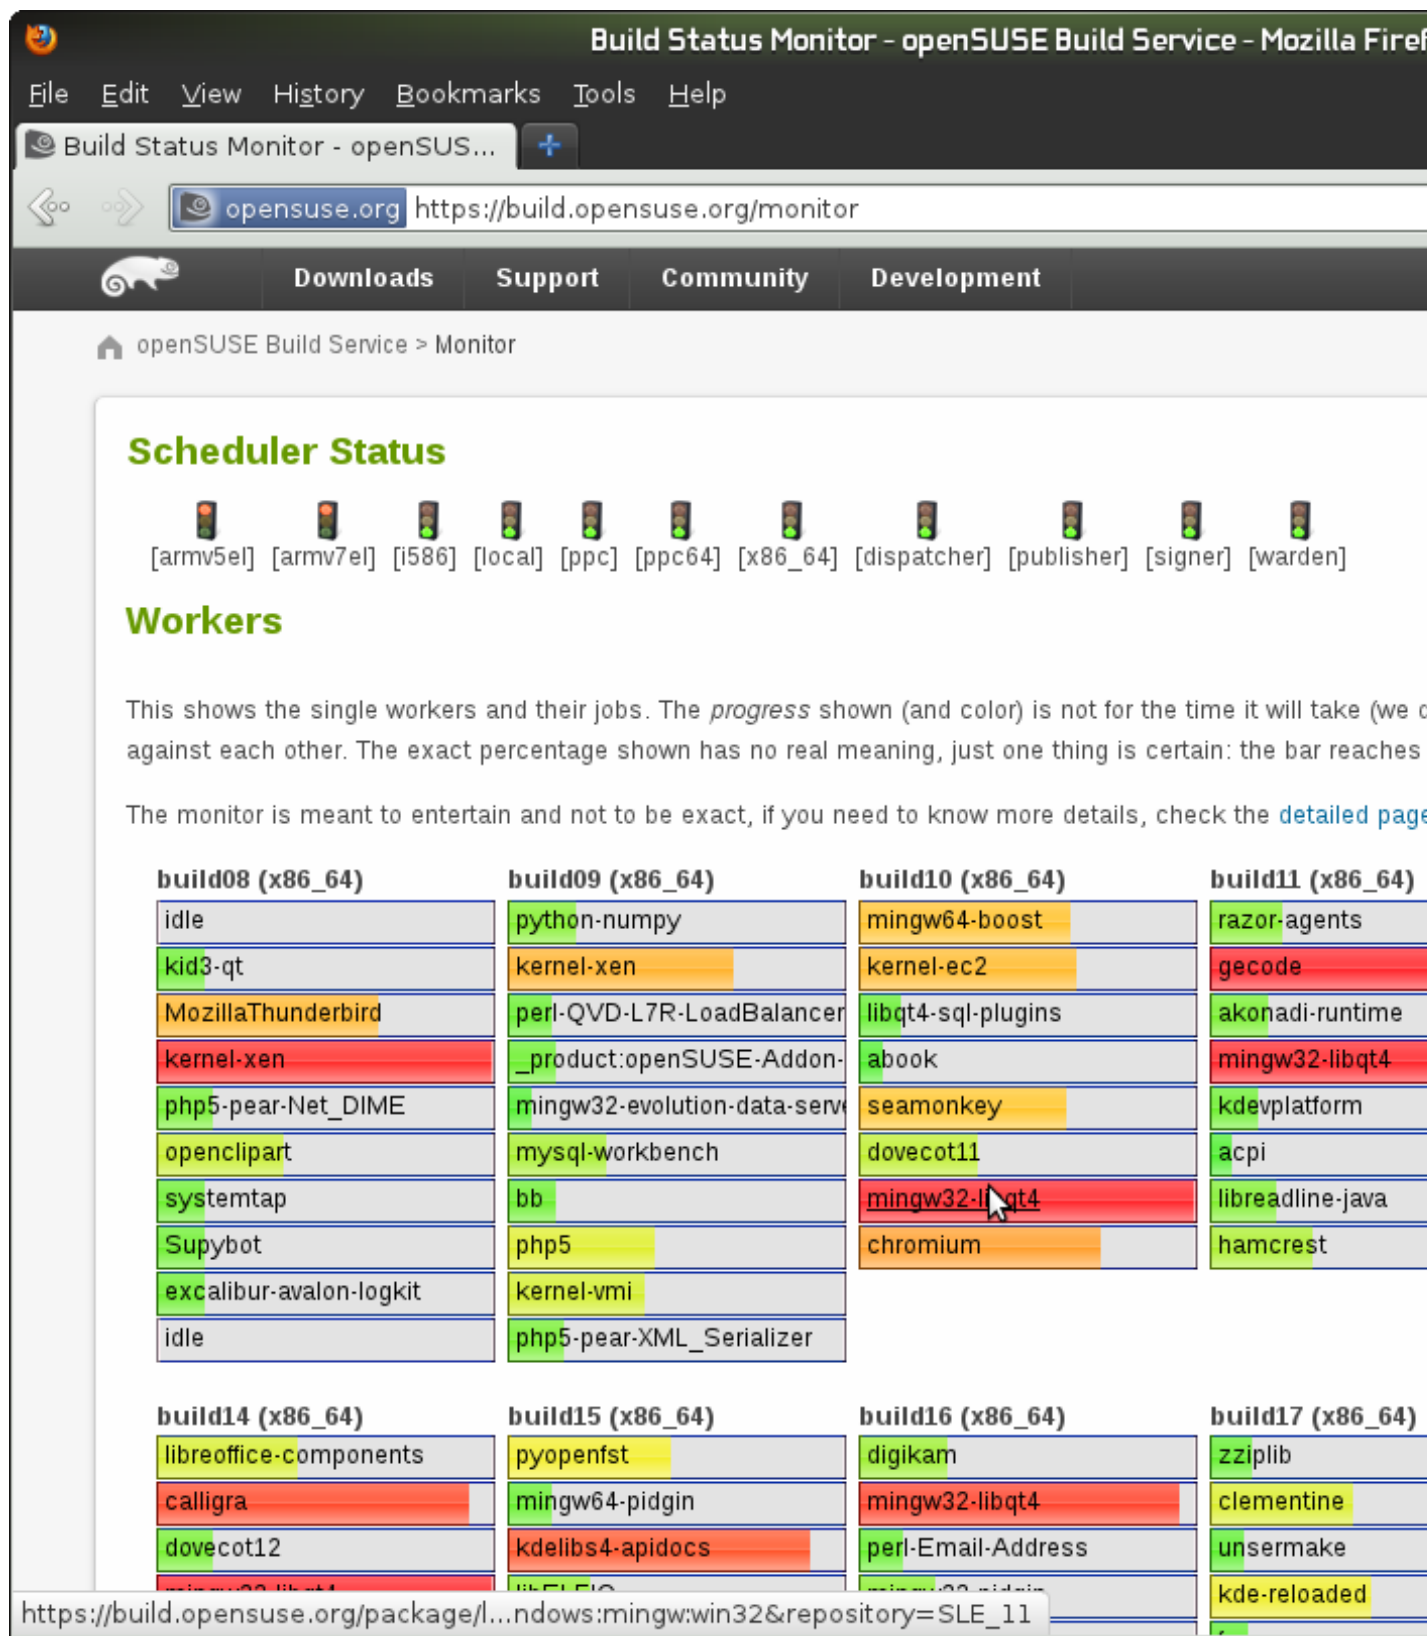 Build Status Monitor - openSUSE Build Service - Mozilla Firef
File Edit View History Bookmarks Tools Help
Build Status Monitor - openSUS...
opensuse.org https://build.opensuse.org/monitor
Downloads Support Community Development
openSUSE Build Service > Monitor
Scheduler Status
[armv5el] [armv7el] [i586] [local] [ppc] [ppc64] [x86_64] [dispatcher] [publisher] [signer] [warden]
Workers
This shows the single workers and their jobs. The progress shown (and color) is not for the time it will take (we
against each other. The exact percentage shown has no real meaning, just one thing is certain: the bar reaches
The monitor is meant to entertain and not to be exact, if you need to know more details, check the detailed page
build08 (x86_64) build09 (x86_64) build10 (x86_64) build11 (x86_64)
idle python-numpy mingw64-boost razor-agents
kid3-qt kernel-xen kernel-ec2 gecode
MozillaThunderbird perl-QVD-L7R-LoadBalancer libqt4-sql-plugins akonadi-runtime
kernel-xen _product:openSUSE-Addon- abook mingw32-libqt4
php5-pear-Net_DIME mingw32-evolution-data-serve seamonkey kdevplatform
openclipart mysql-workbench dovecot11 acpi
systemtap bb mingw32-libqt4 libreadline-java
Supybot php5 chromium hamcrest
excalibur-avalon-logkit kernel-vmi
idle php5-pear-XML_Serializer
build14 (x86_64) build15 (x86_64) build16 (x86_64) build17 (x86_64)
libreoffice-components pyopenfst digikam zziplib
calligra mingw64-pidgin mingw32-libqt4 clementine
dovecot12 kdelibs4-apidocs perl-Email-Address unsermake
mingw32-libqt4 mingw32-pidgin kde-reloaded
https://build.opensuse.org/package/l...ndows:mingw:win32&repository=SLE_11